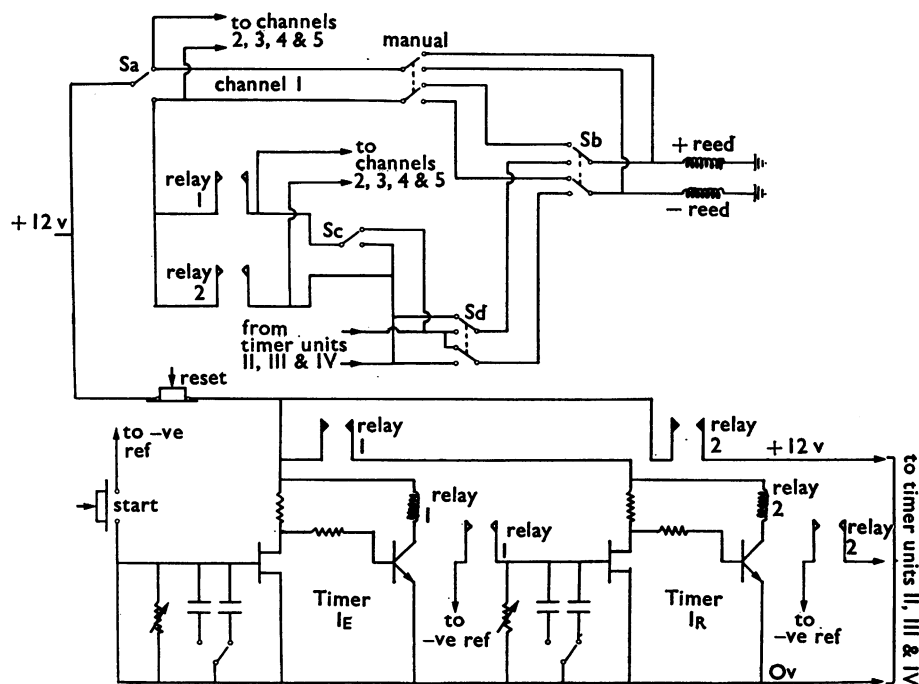 to channels
2, 3, 4 & 5
manual
Sa
channel 1
to
channels
2, 3, 4 & 5
Sb
+ reed
- reed
relay
1
+12 v
Sc
relay
2
Sd
from
timer units
II, III & IV
reset
to -ve
ref
relay
1
relay
2
+12 v
start
relay
1
relay
2
relay
1
relay
2
Timer
IE
to
-ve
ref
Timer
IR
to
-ve ref
Ov
to timer units II, III & IV